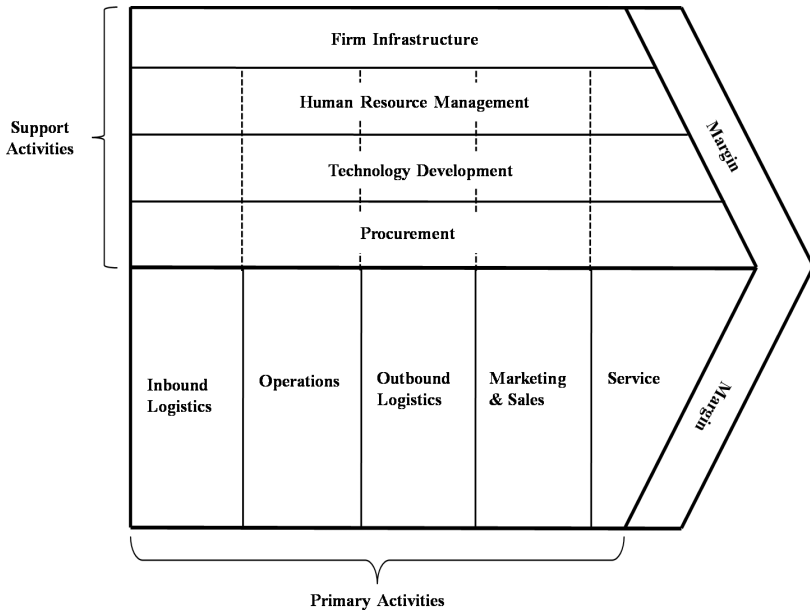 Firm Infrastructure
Human Resource Management
Support
Activities
Technology Development
Procurement
Margin
Inbound
Logistics
Operations
Outbound
Logistics
Marketing
& Sales
Service
Margin
Primary Activities